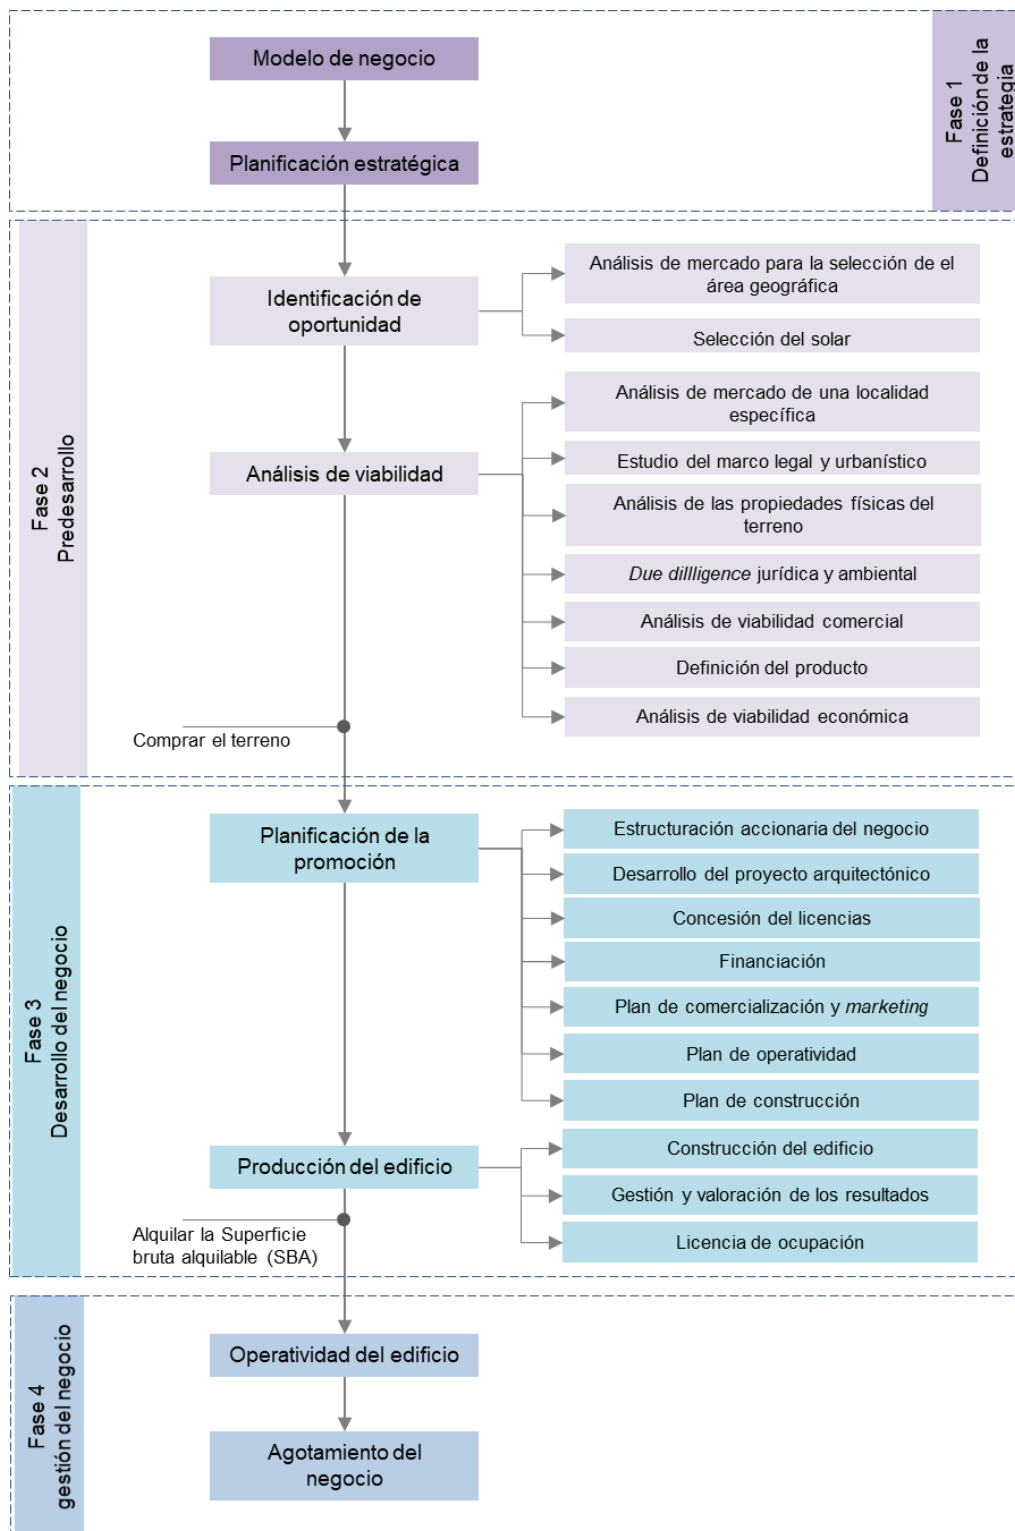 Modelo de negocio
Fase 1
Definición de la
estrategia
Planificación estratégica
Fase 2
Predesarrollo
Identificación de
oportunidad
Análisis de mercado para la selección de el
área geográfica
Selección del solar
Análisis de viabilidad
Análisis de mercado de una localidad
específica
Estudio del marco legal y urbanístico
Análisis de las propiedades físicas del
terreno
Due dillligence jurídica y ambiental
Análisis de viabilidad comercial
Definición del producto
Análisis de viabilidad económica
Comprar el terreno
Fase 3
Desarrollo del negocio
Planificación de la
promoción
Estructuración accionaria del negocio
Desarrollo del proyecto arquitectónico
Concesión del licencias
Financiación
Plan de comercialización y marketing
Plan de operatividad
Plan de construcción
Producción del edificio
Construcción del edificio
Gestión y valoración de los resultados
Licencia de ocupación
Alquilar la Superficie
bruta alquilable (SBA)
Fase 4
gestión del negocio
Operatividad del edificio
Agotamiento del
negocio